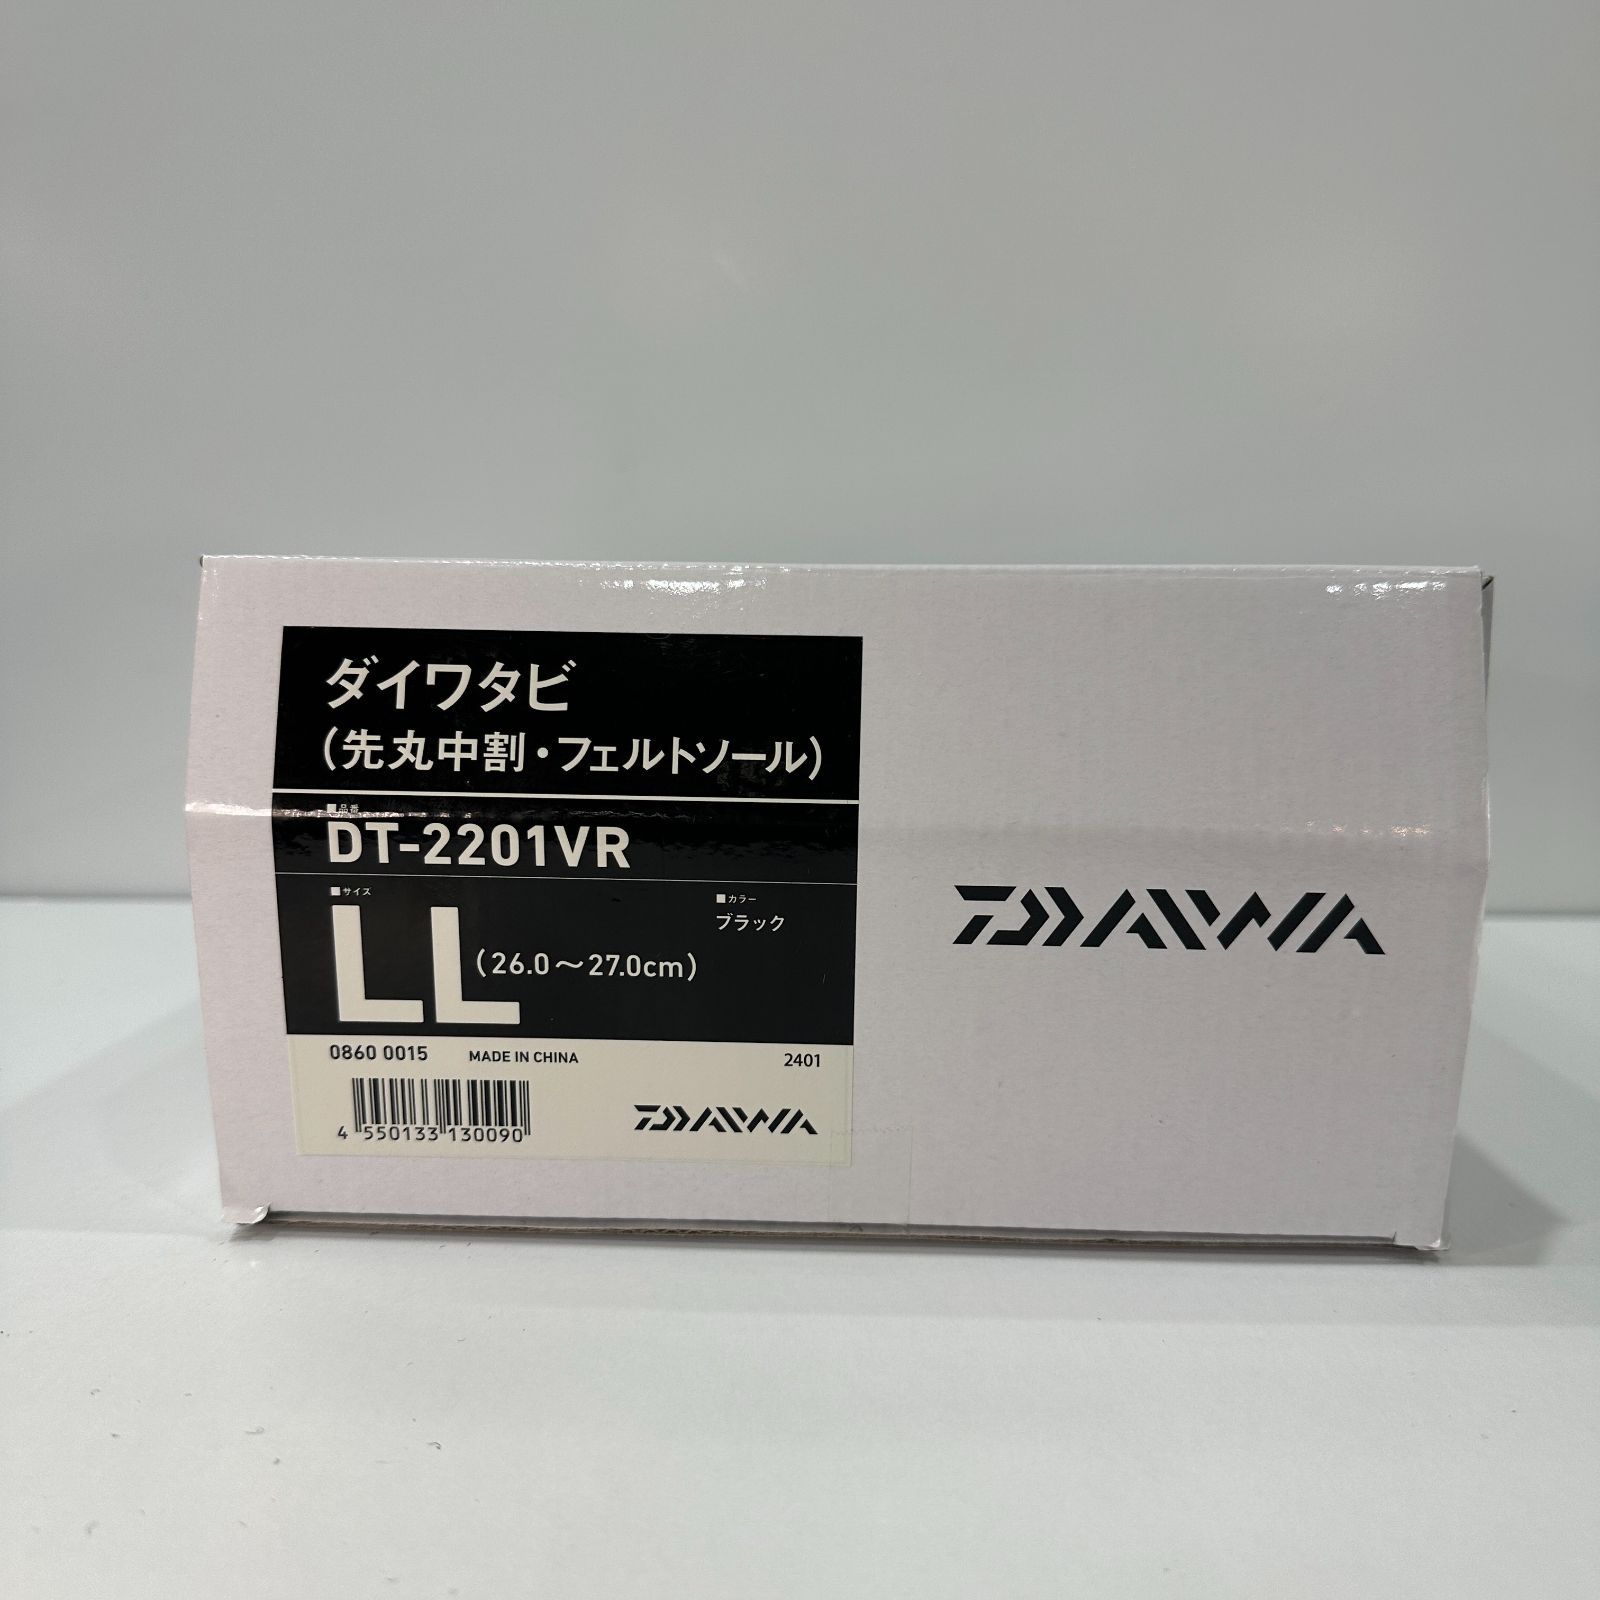 ダイワタビ
(先丸中割・フェルトソール)
■品番
DT-2201VR
■サイズ
LL (26.0～27.0cm)
■カラー
ブラック
0860 0015 MADE IN CHINA 2401
4 550133 130090
DAIWA
DAIWA